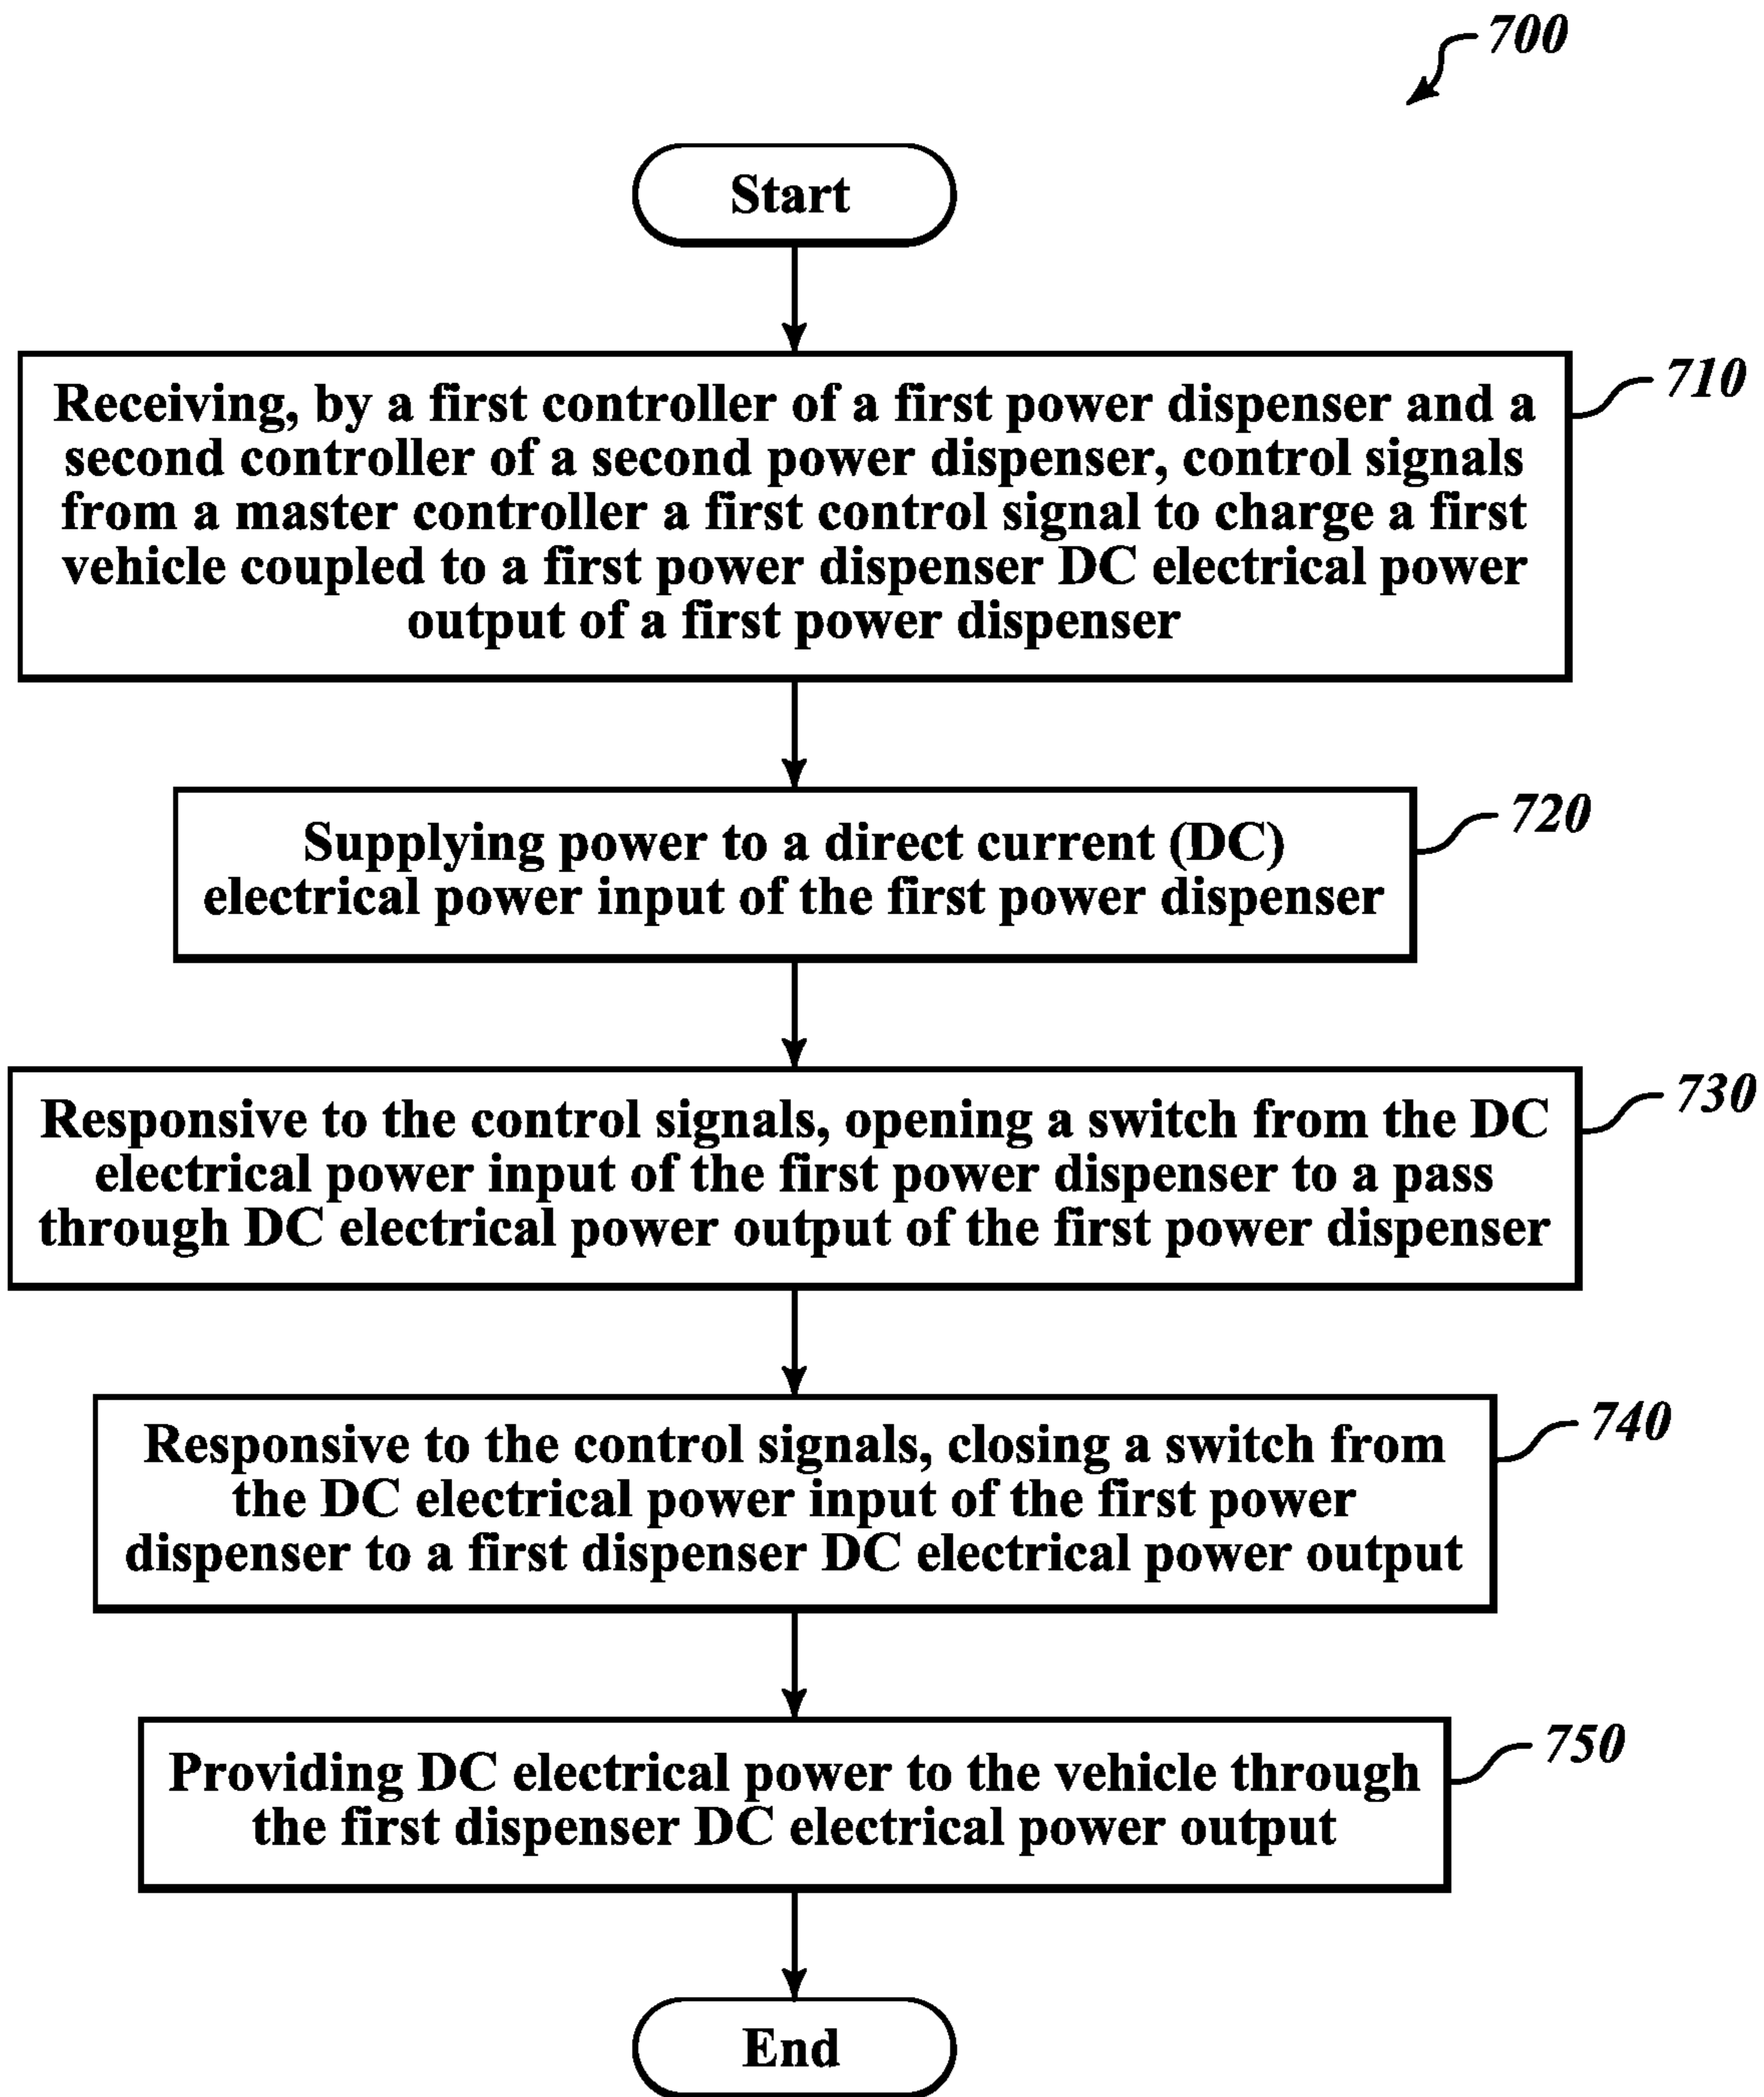 700
Start
710
Receiving, by a first controller of a first power dispenser and a
second controller of a second power dispenser, control signals
from a master controller a first control signal to charge a first
vehicle coupled to a first power dispenser DC electrical power
output of a first power dispenser
720
Supplying power to a direct current (DC)
electrical power input of the first power dispenser
730
Responsive to the control signals, opening a switch from the DC
electrical power input of the first power dispenser to a pass
through DC electrical power output of the first power dispenser
740
Responsive to the control signals, closing a switch from
the DC electrical power input of the first power
dispenser to a first dispenser DC electrical power output
750
Providing DC electrical power to the vehicle through
the first dispenser DC electrical power output
End